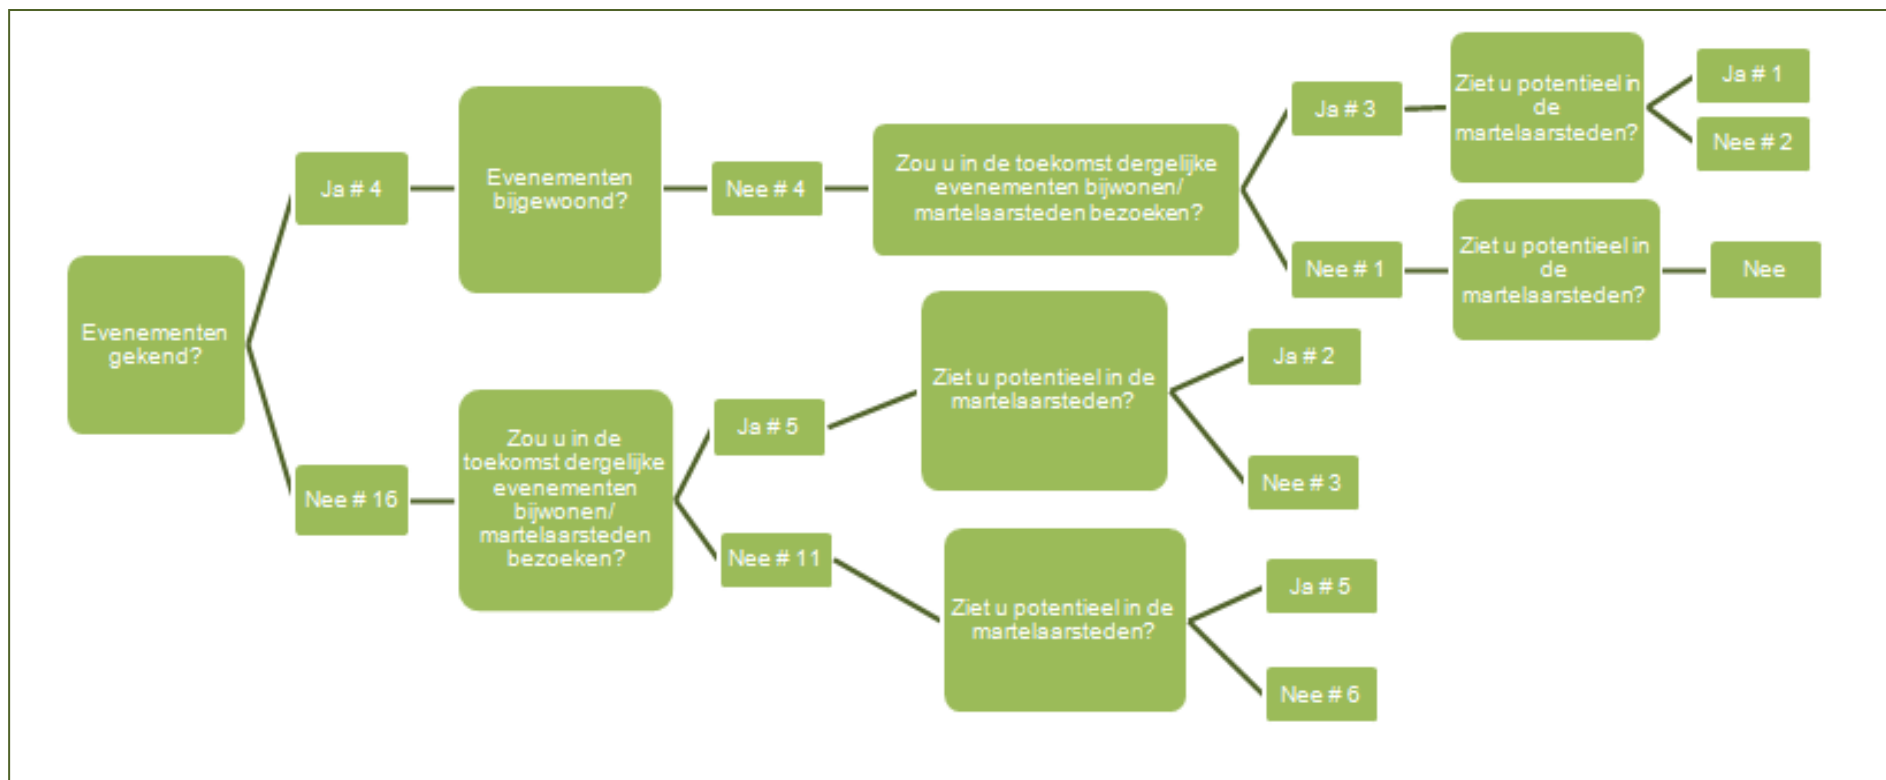 Evenementen
gekend?
Ja # 4
Evenementen
bijgewoond?
Nee # 4
Zou u in de toekomst dergelijke
evenementen bijwonen/
martelaarsteden bezoeken?
Ja # 3
Ziet u potentieel in
de
martelaarsteden?
Ja # 1
Nee # 2
Nee # 1
Ziet u potentieel in
de
martelaarsteden?
Nee
Nee # 16
Zou u in de
toekomst dergelijke
evenementen
bijwonen/
martelaarsteden
bezoeken?
Ja # 5
Ziet u potentieel in de
martelaarsteden?
Ja # 2
Nee # 3
Nee # 11
Ziet u potentieel in de
martelaarsteden?
Ja # 5
Nee # 6